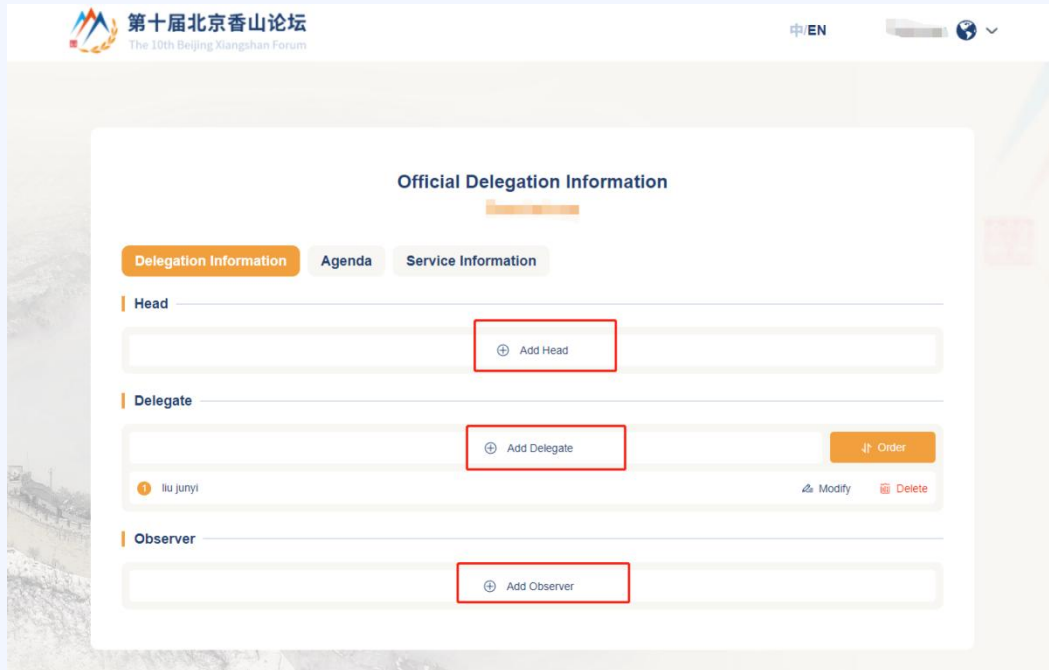 第十届北京香山论坛
The 10th Beijing Xiangshan Forum
中/EN
Official Delegation Information
Delegation Information
Agenda
Service Information
Head
Add Head
Delegate
Add Delegate
Order
1
liu junyi
Modify
Delete
Observer
Add Observer